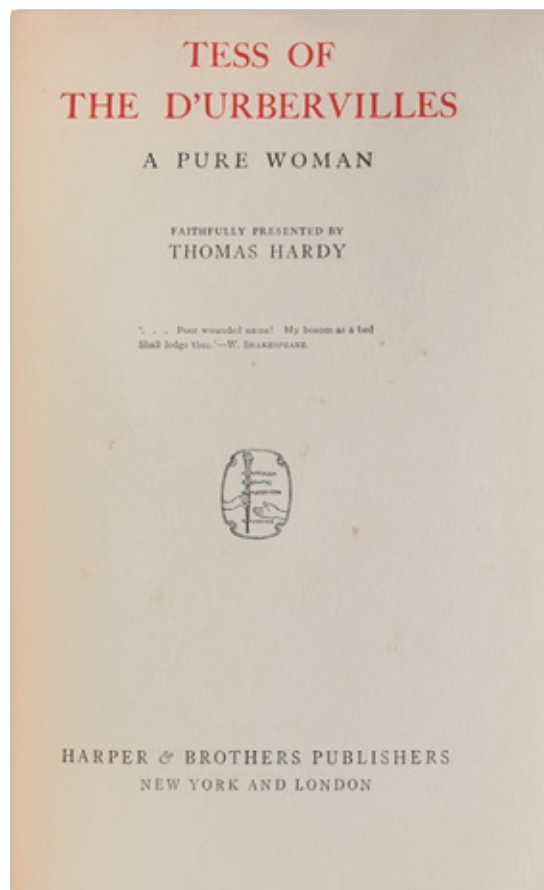 TESS OF
THE D'URBERVILLES
A PURE WOMAN
FAITHFULLY PRESENTED BY
THOMAS HARDY
'. . . Poor wounded name! My bosom as a bed
Shall lodge thee.'—W. SHAKESPEARE.
HARPER & BROTHERS PUBLISHERS
NEW YORK AND LONDON